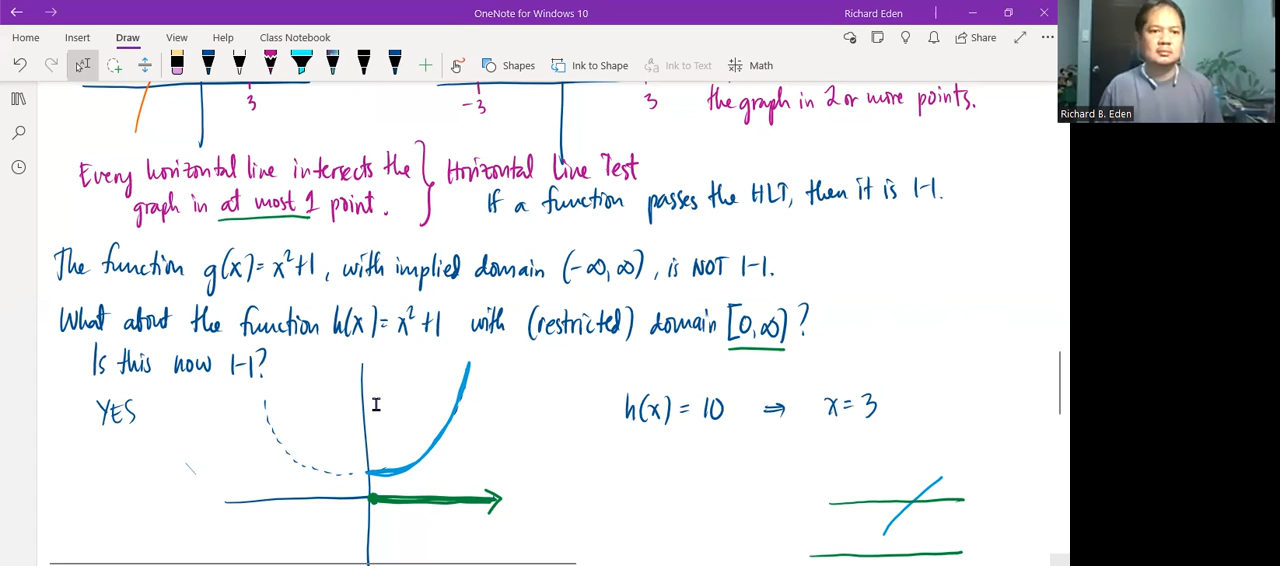 OneNote for Windows 10
Richard Eden
Home Insert Draw View Help Class Notebook
Share
Shapes Ink to Shape Ink to Text Math
3 -3 3
the graph in 2 or more points.
Richard B. Eden
Every horizontal line intersects the
graph in at most 1 point.
Horizontal Line Test
If a function passes the HLT, then it is 1-1.
The function g(x)=x²+1, with implied domain (-∞,∞), is NOT 1-1.
What about the function h(x)=x²+1 with (restricted) domain [0,∞)?
Is this now 1-1?
YES
h(x) = 10 ⇒ x=3